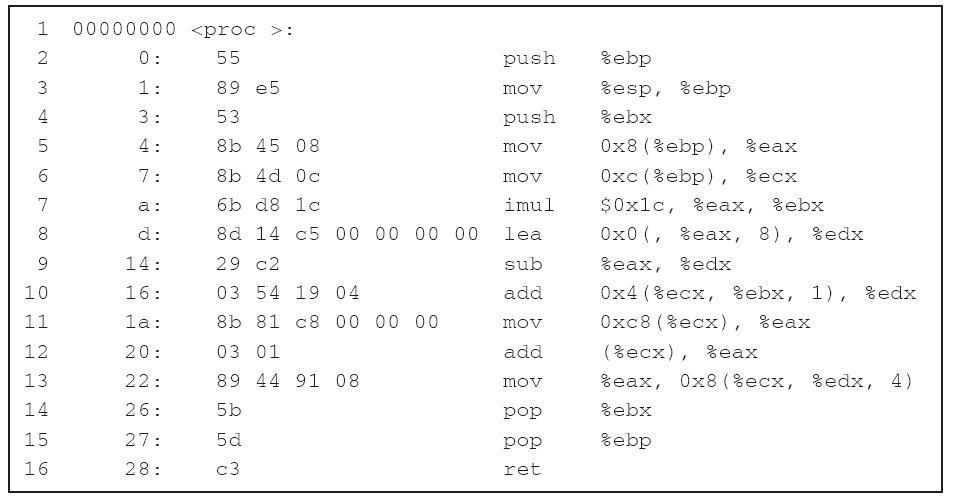 1 00000000 <proc >:
2 0: 55 push %ebp
3 1: 89 e5 mov %esp, %ebp
4 3: 53 push %ebx
5 4: 8b 45 08 mov 0x8(%ebp), %eax
6 7: 8b 4d 0c mov 0xc(%ebp), %ecx
7 a: 6b d8 1c imul $0x1c, %eax, %ebx
8 d: 8d 14 c5 00 00 00 00 lea 0x0(, %eax, 8), %edx
9 14: 29 c2 sub %eax, %edx
10 16: 03 54 19 04 add 0x4(%ecx, %ebx, 1), %edx
11 1a: 8b 81 c8 00 00 00 mov 0xc8(%ecx), %eax
12 20: 03 01 add (%ecx), %eax
13 22: 89 44 91 08 mov %eax, 0x8(%ecx, %edx, 4)
14 26: 5b pop %ebx
15 27: 5d pop %ebp
16 28: c3 ret